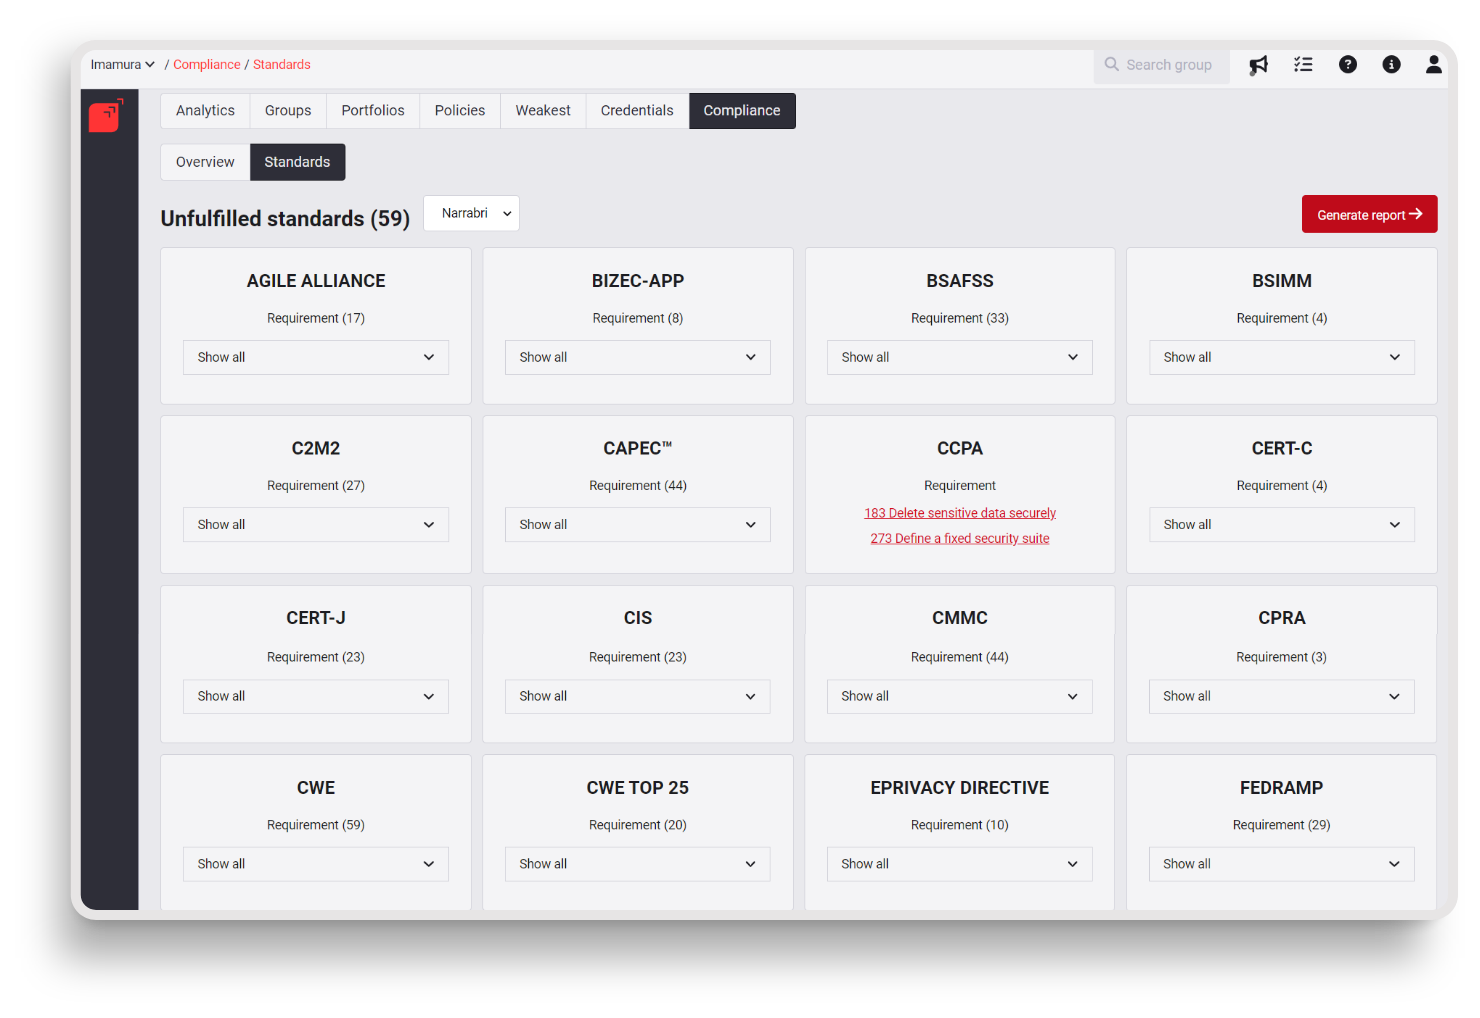 Imamura / Compliance / Standards
Search group
Analytics Groups Portfolios Policies Weakest Credentials Compliance
Overview Standards
Unfulfilled standards (59) Narrabri
Generate report
AGILE ALLIANCE BIZEC-APP BSAFSS BSIMM
Requirement (17) Requirement (8) Requirement (33) Requirement (4)
Show all Show all Show all Show all
C2M2 CAPEC™ CCPA CERT-C
Requirement (27) Requirement (44) Requirement Requirement (4)
183 Delete sensitive data securely
Show all Show all 273 Define a fixed security suite Show all
CERT-J CIS CMMC CPRA
Requirement (23) Requirement (23) Requirement (44) Requirement (3)
Show all Show all Show all Show all
CWE CWE TOP 25 EPRIVACY DIRECTIVE FEDRAMP
Requirement (59) Requirement (20) Requirement (10) Requirement (29)
Show all Show all Show all Show all